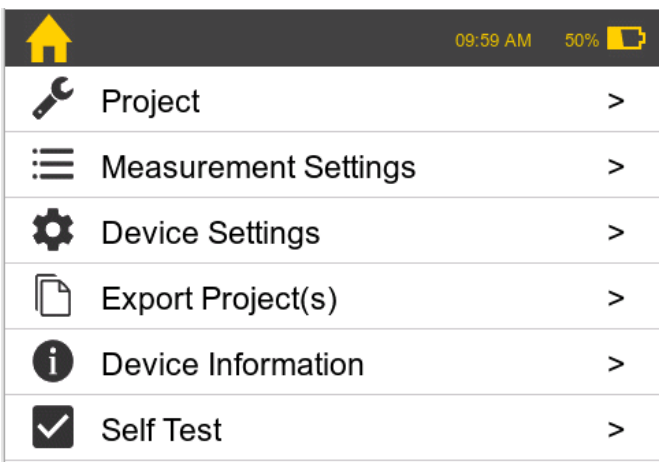 09:59 AM 50%
Project >
Measurement Settings >
Device Settings >
Export Project(s) >
Device Information >
Self Test >